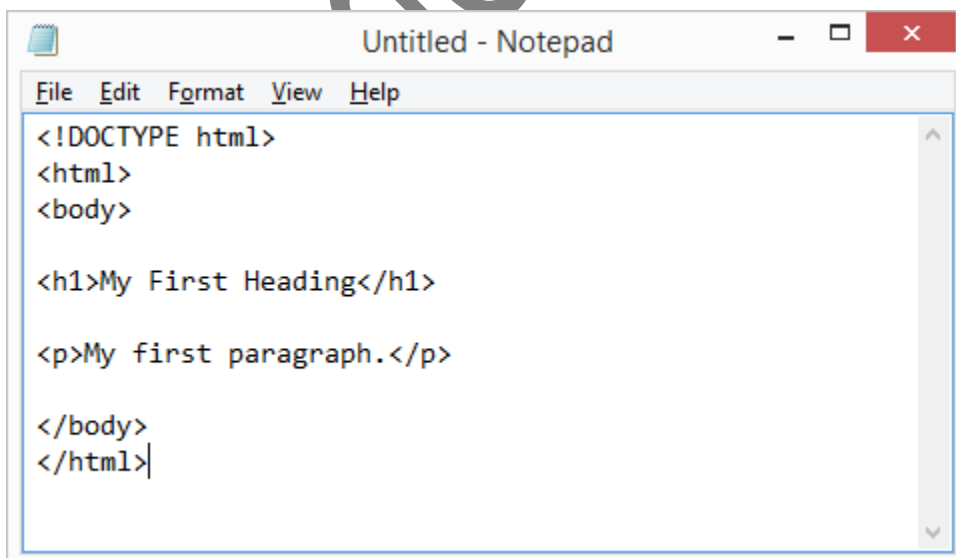 Untitled - Notepad
File Edit Format View Help
<!DOCTYPE html>
<html>
<body>
<h1>My First Heading</h1>
<p>My first paragraph.</p>
</body>
</html>